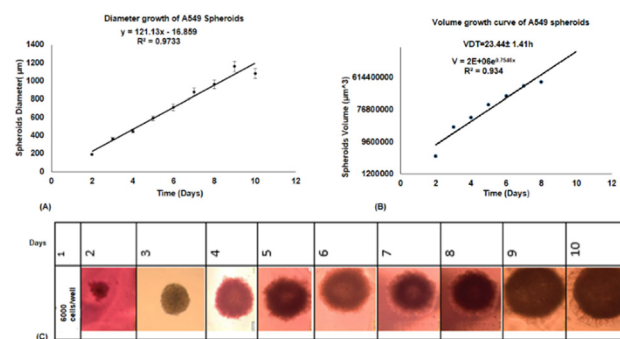 Diameter growth of A549 Spheroids
y = 121.13x - 16.859
R² = 0.9733
Spheroids Diameter( µm)
1400
1200
1000
800
600
400
200
0
0 2 4 6 8 10 12
Time (Days)
(A)
Volume growth curve of A549 spheroids
VDT=23.44± 1.41h
V = 2E+06e
R² = 0.934
Spheroids Volume (µm^3)
614400000
76800000
9600000
1200000
0 2 4 6 8 10 12
Time (Days)
(B)
Days 1 2 3 4 5 6 7 8 9 10
6000
cells/well
(C)